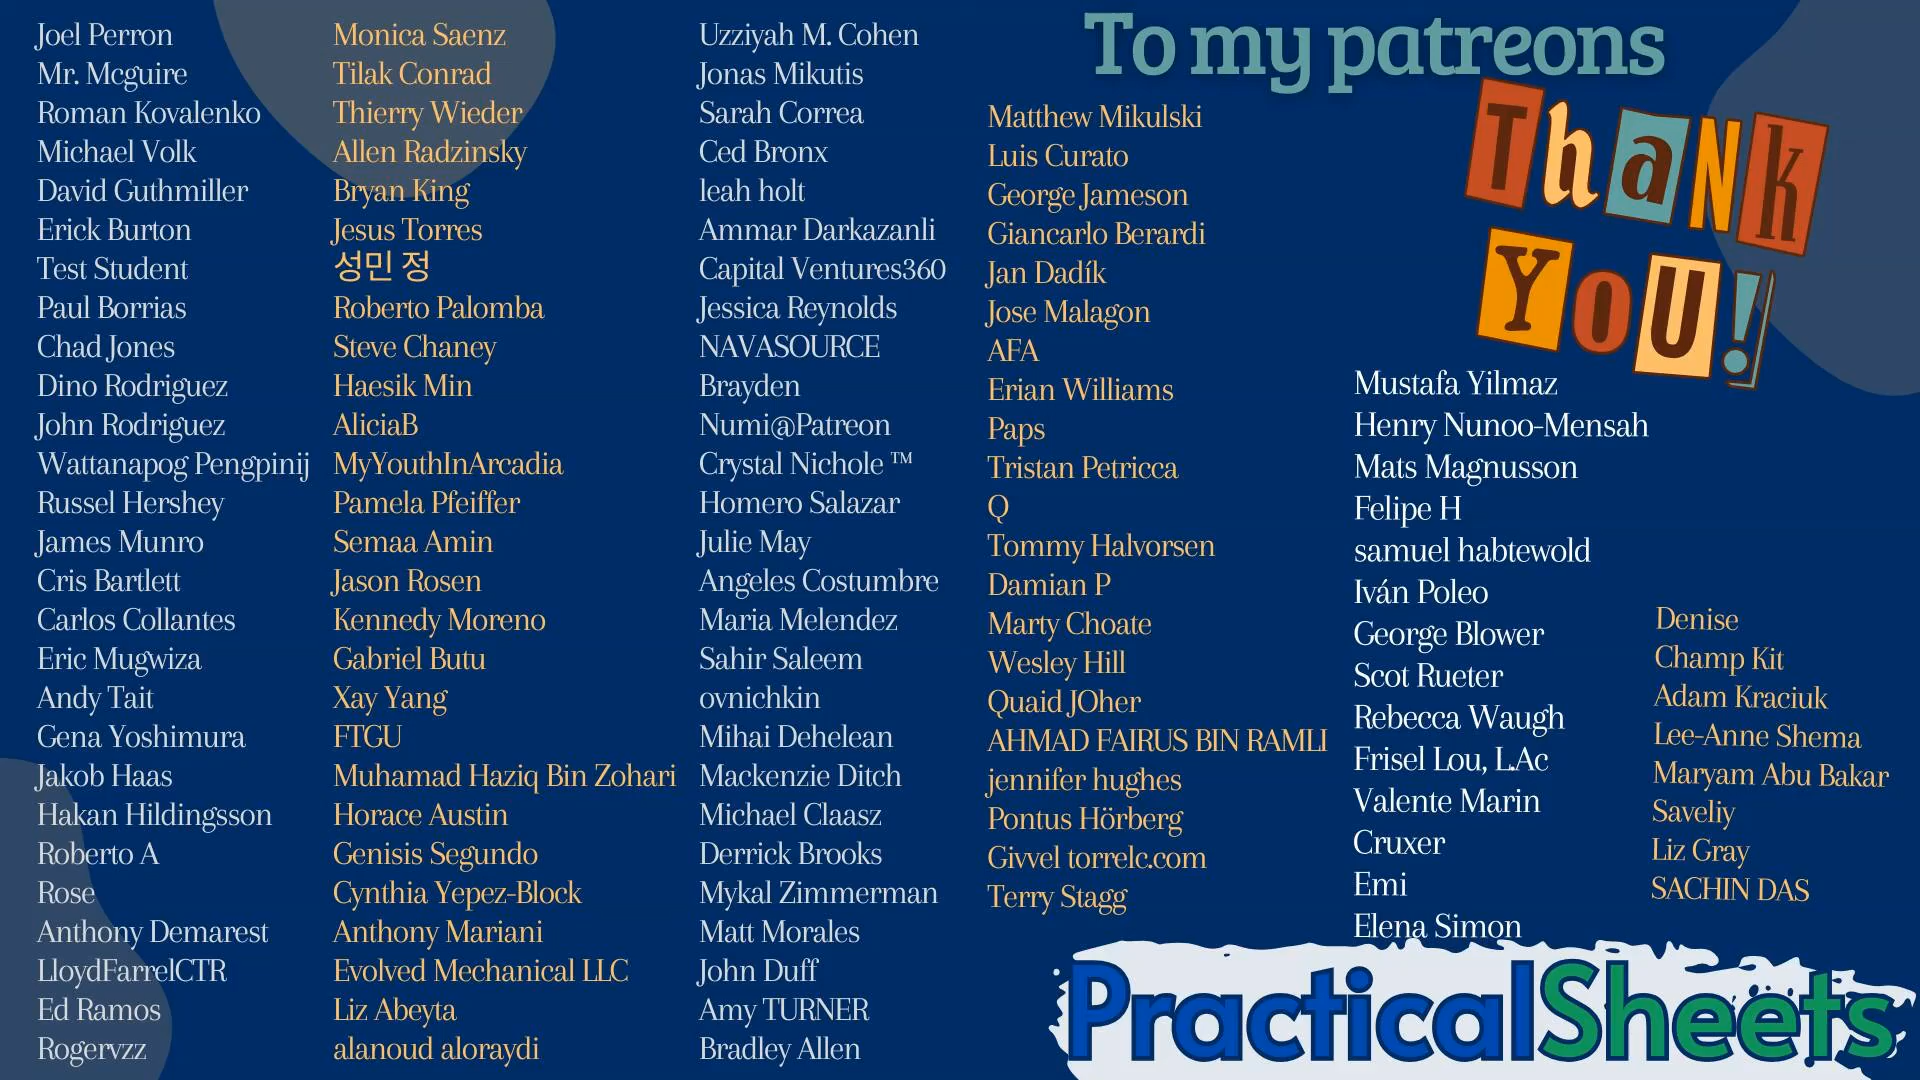 To my patreons
Thank
You!
Joel Perron
Mr. Mcguire
Roman Kovalenko
Michael Volk
David Guthmiller
Erick Burton
Test Student
Paul Borrias
Chad Jones
Dino Rodriguez
John Rodriguez
Wattanapog Pengpinij
Russel Hershey
James Munro
Cris Bartlett
Carlos Collantes
Eric Mugwiza
Andy Tait
Gena Yoshimura
Jakob Haas
Hakan Hildingsson
Roberto A
Rose
Anthony Demarest
LloydFarrelCTR
Ed Ramos
Rogervzz
Monica Saenz
Tilak Conrad
Thierry Wieder
Allen Radzinsky
Bryan King
Jesus Torres
성민 정
Roberto Palomba
Steve Chaney
Haesik Min
AliciaB
MyYouthInArcadia
Pamela Pfeiffer
Semaa Amin
Jason Rosen
Kennedy Moreno
Gabriel Butu
Xay Yang
FTGU
Muhamad Haziq Bin Zohari
Horace Austin
Genisis Segundo
Cynthia Yepez-Block
Anthony Mariani
Evolved Mechanical LLC
Liz Abeyta
alanoud aloraydi
Uzziyah M. Cohen
Jonas Mikutis
Sarah Correa
Ced Bronx
leah holt
Ammar Darkazanli
Capital Ventures360
Jessica Reynolds
NAVASOURCE
Brayden
Numi@Patreon
Crystal Nichole ™
Homero Salazar
Julie May
Angeles Costumbre
Maria Melendez
Sahir Saleem
ovnichkin
Mihai Dehelean
Mackenzie Ditch
Michael Claasz
Derrick Brooks
Mykal Zimmerman
Matt Morales
John Duff
Amy TURNER
Bradley Allen
Matthew Mikulski
Luis Curato
George Jameson
Giancarlo Berardi
Jan Dadík
Jose Malagon
AFA
Erian Williams
Paps
Tristan Petricca
Q
Tommy Halvorsen
Damian P
Marty Choate
Wesley Hill
Quaid JOher
AHMAD FAIRUS BIN RAMLI
jennifer hughes
Pontus Hörberg
Givvel torrelc.com
Terry Stagg
Mustafa Yilmaz
Henry Nunoo-Mensah
Mats Magnusson
Felipe H
samuel habtewold
Iván Poleo
George Blower
Scot Rueter
Rebecca Waugh
Frisel Lou, L.Ac
Valente Marin
Cruxer
Emi
Elena Simon
Denise
Champ Kit
Adam Kraciuk
Lee-Anne Shema
Maryam Abu Bakar
Saveliy
Liz Gray
SACHIN DAS
PracticalSheets